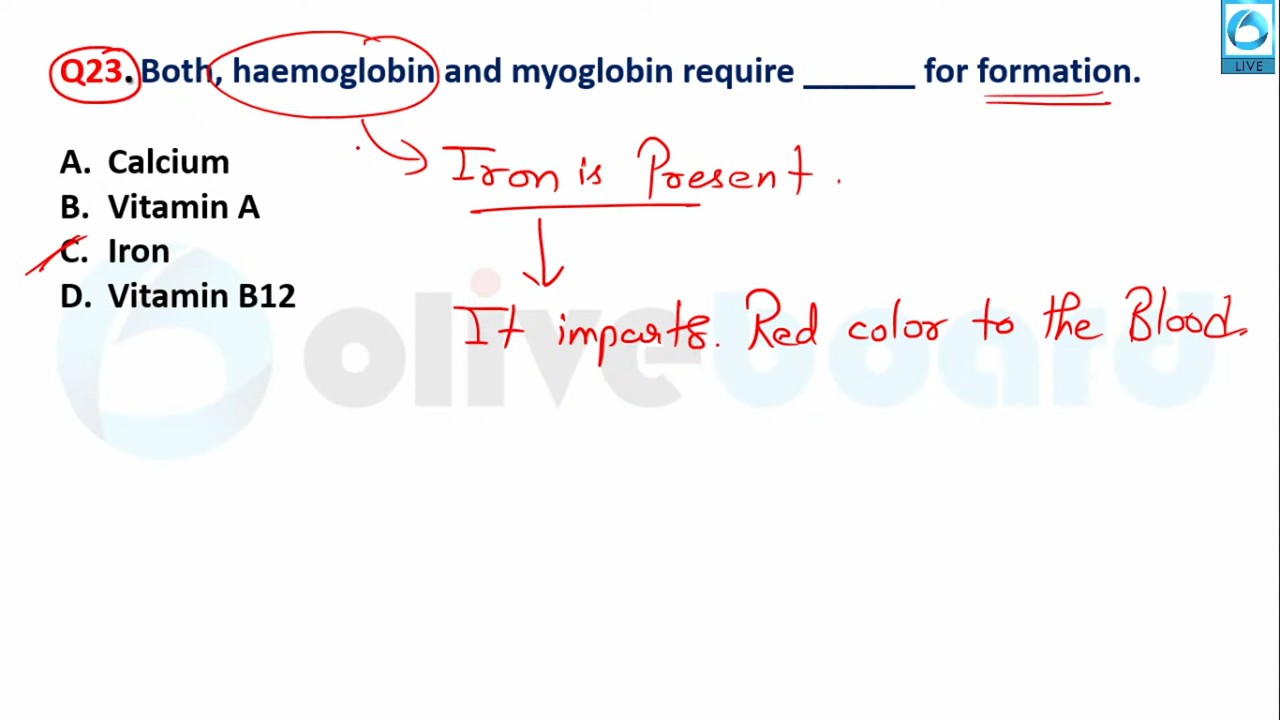 LIVE
Q23. Both, haemoglobin and myoglobin require ______ for formation.
A. Calcium
B. Vitamin A
C. Iron
D. Vitamin B12
Iron is Present.
It imparts. Red color to the Blood.
oliveboard